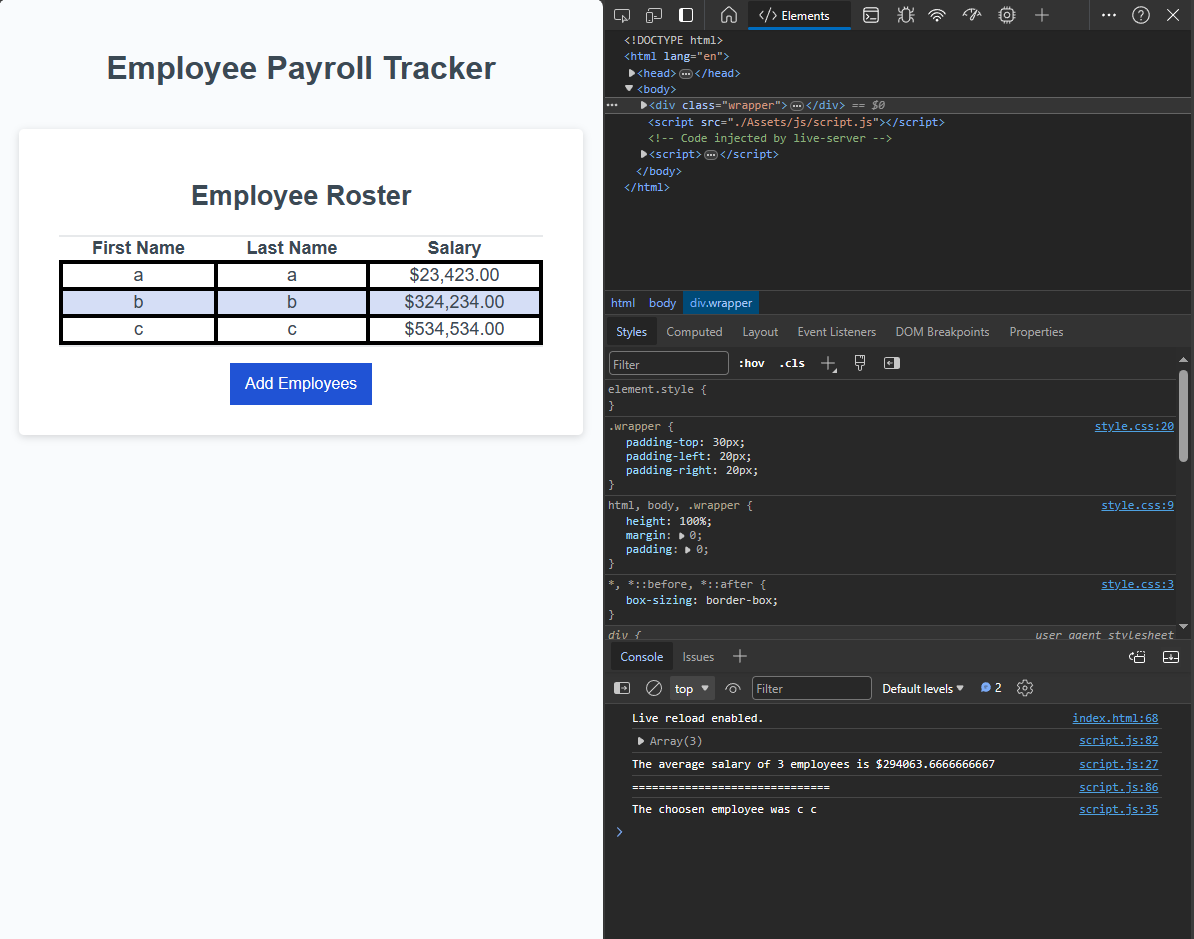 Employee Payroll Tracker
Employee Roster
First Name Last Name Salary
a a $23,423.00
b b $324,234.00
c c $534,534.00
Add Employees
</> Elements
<!DOCTYPE html>
<html lang="en">
<head> … </head>
<body>
<div class="wrapper"> … </div> == $0
<script src="./Assets/js/script.js"></script>
<!-- Code injected by live-server -->
<script> … </script>
</body>
</html>
html body div.wrapper
Styles Computed Layout Event Listeners DOM Breakpoints Properties
Filter :hov .cls
element.style {
}
.wrapper { style.css:20
padding-top: 30px;
padding-left: 20px;
padding-right: 20px;
}
html, body, .wrapper { style.css:9
height: 100%;
margin: 0;
padding: 0;
}
*, *::before, *::after { style.css:3
box-sizing: border-box;
}
div { user agent stylesheet
Console Issues
top Filter Default levels 2
Live reload enabled. index.html:68
Array(3) script.js:82
The average salary of 3 employees is $294063.6666666667 script.js:27
============================== script.js:86
The choosen employee was c c script.js:35